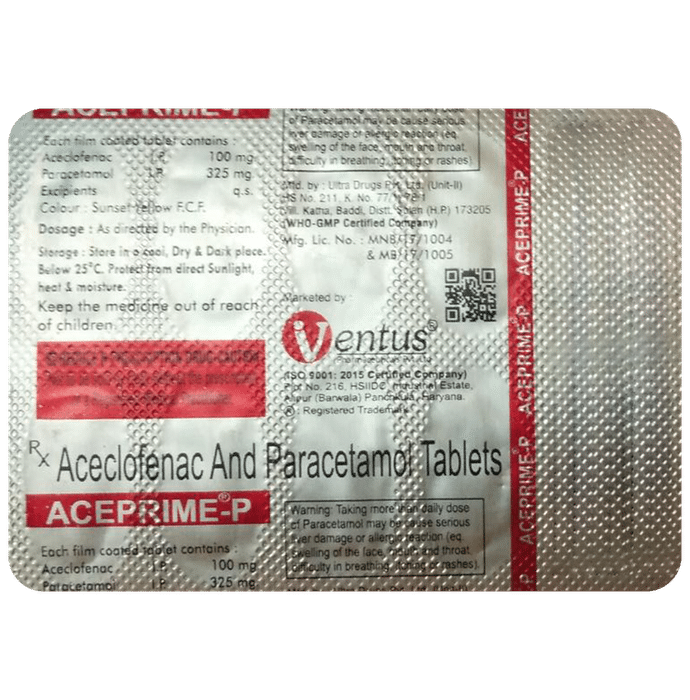 ACEPRIME-P
Each film coated tablet contains :
Aceclofenac I.P. 100 mg
Paracetamol I.P. 325 mg
Excipients q.s.
Colour : Sunset Yellow F.C.F.
Dosage : As directed by the Physician.
Storage : Store in a cool, Dry & Dark place.
Below 25°C. Protect from direct Sunlight,
heat & moisture.
Keep the medicine out of reach
of children.
of Paracetamol may be cause serious
liver damage or allergic reaction (eq.
swelling of the face, mouth and throat,
difficulty in breathing, itching or rashes)
Mfd. by : Ultra Drugs Pvt. Ltd. (Unit-II)
Vill. Katha, Baddi, Distt. Solan (H.P.) 173205
(WHO-GMP Certified Company)
Mfg. Lic. No. : MNB/17/1004
& MB/17/1005
Marketed by :
Ventus®
(ISO 9001: 2015 Certified Company)
Plot No. 216, HSIIDC, Industrial Estate,
Alipur (Barwala) Panchkula, Haryana.
® : Registered Trademark
Rx Aceclofenac And Paracetamol Tablets
ACEPRIME®-P
Each film coated tablet contains :
Aceclofenac I.P. 100 mg
Paracetamol I.P. 325 mg
Warning: Taking more than daily dose
of Paracetamol may be cause serious
liver damage or allergic reaction (eq.
swelling of the face, mouth and throat,
difficulty in breathing, itching or rashes)
ACE
ACEPRIME®-P
ACEPRIME®-P
ACEPRIME®-P
-P